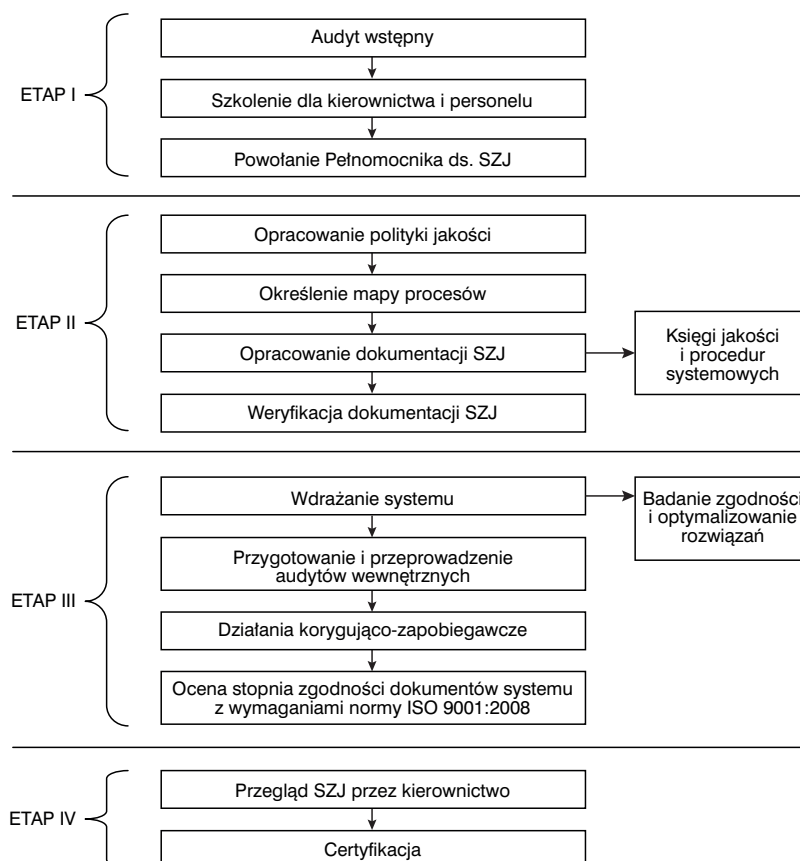 ETAP I
Audyt wstępny
Szkolenie dla kierownictwa i personelu
Powołanie Pełnomocnika ds. SZJ
ETAP II
Opracowanie polityki jakości
Określenie mapy procesów
Opracowanie dokumentacji SZJ
Księgi jakości
i procedur
systemowych
Weryfikacja dokumentacji SZJ
ETAP III
Wdrażanie systemu
Badanie zgodności
i optymalizowanie
rozwiązań
Przygotowanie i przeprowadzenie
audytów wewnętrznych
Działania korygująco-zapobiegawcze
Ocena stopnia zgodności dokumentów systemu
z wymaganiami normy ISO 9001:2008
ETAP IV
Przegląd SZJ przez kierownictwo
Certyfikacja